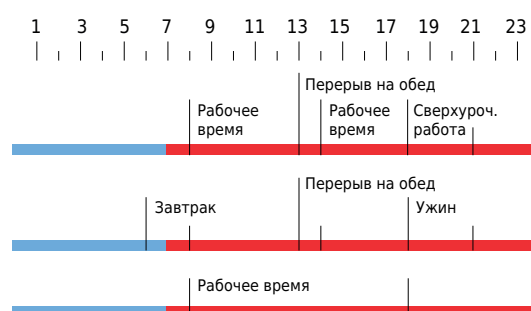 1 3 5 7 9 11 13 15 17 19 21 23
Перерыв на обед
Рабочее время
Рабочее время
Сверхуроч. работа
Перерыв на обед
Завтрак
Ужин
Рабочее время